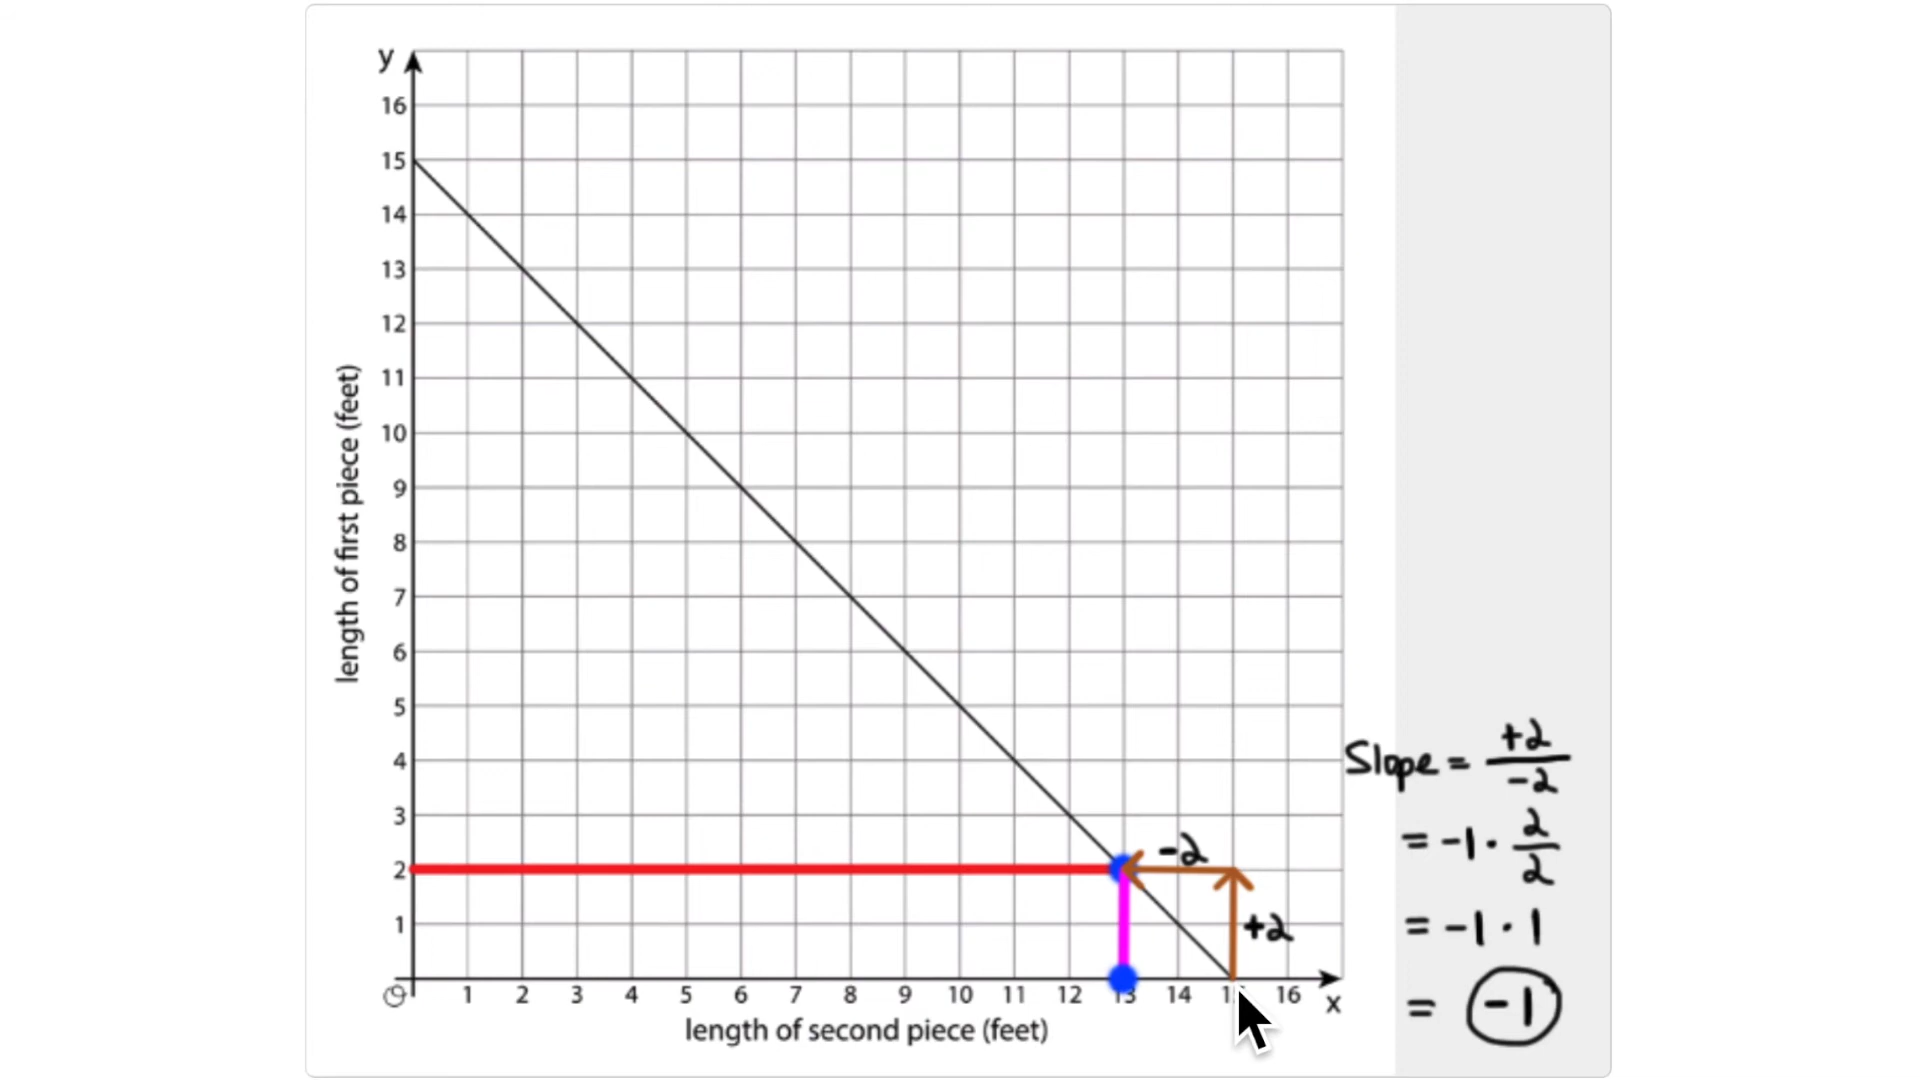 y
16
15
14
13
12
11
10
9
8
7
6
5
4
3
2
1
length of first piece (feet)
1 2 3 4 5 6 7 8 9 10 11 12 13 14 16
x
length of second piece (feet)
-2
+2
Slope = +2/-2
= -1 · 2/2
= -1 · 1
= -1